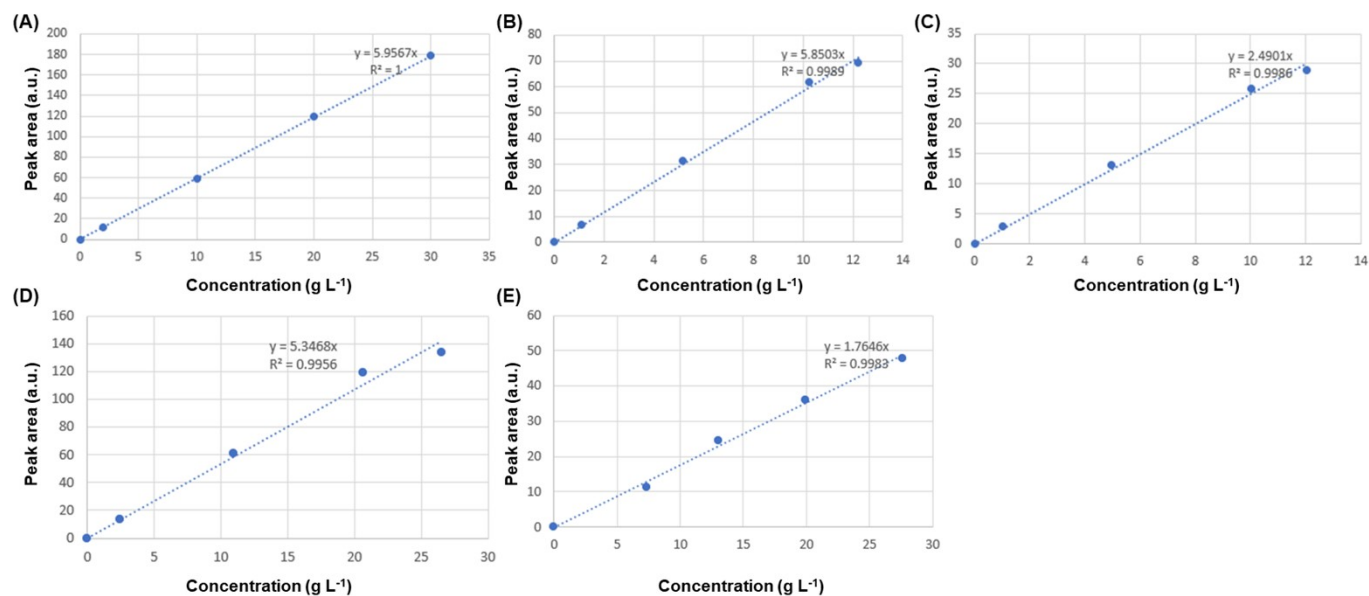 (A)
Peak area (a.u.)
200
180
160
140
120
100
80
60
40
20
0
y = 5.9567x
R² = 1
0 5 10 15 20 25 30 35
Concentration (g L⁻¹)
(B)
Peak area (a.u.)
80
70
60
50
40
30
20
10
0
y = 5.8503x
R² = 0.9989
0 2 4 6 8 10 12 14
Concentration (g L⁻¹)
(C)
Peak area (a.u.)
35
30
25
20
15
10
5
0
y = 2.4901x
R² = 0.9986
0 2 4 6 8 10 12 14
Concentration (g L⁻¹)
(D)
Peak area (a.u.)
160
140
120
100
80
60
40
20
0
y = 5.3468x
R² = 0.9956
0 5 10 15 20 25 30
Concentration (g L⁻¹)
(E)
Peak area (a.u.)
60
50
40
30
20
10
0
y = 1.7646x
R² = 0.9983
0 5 10 15 20 25 30
Concentration (g L⁻¹)